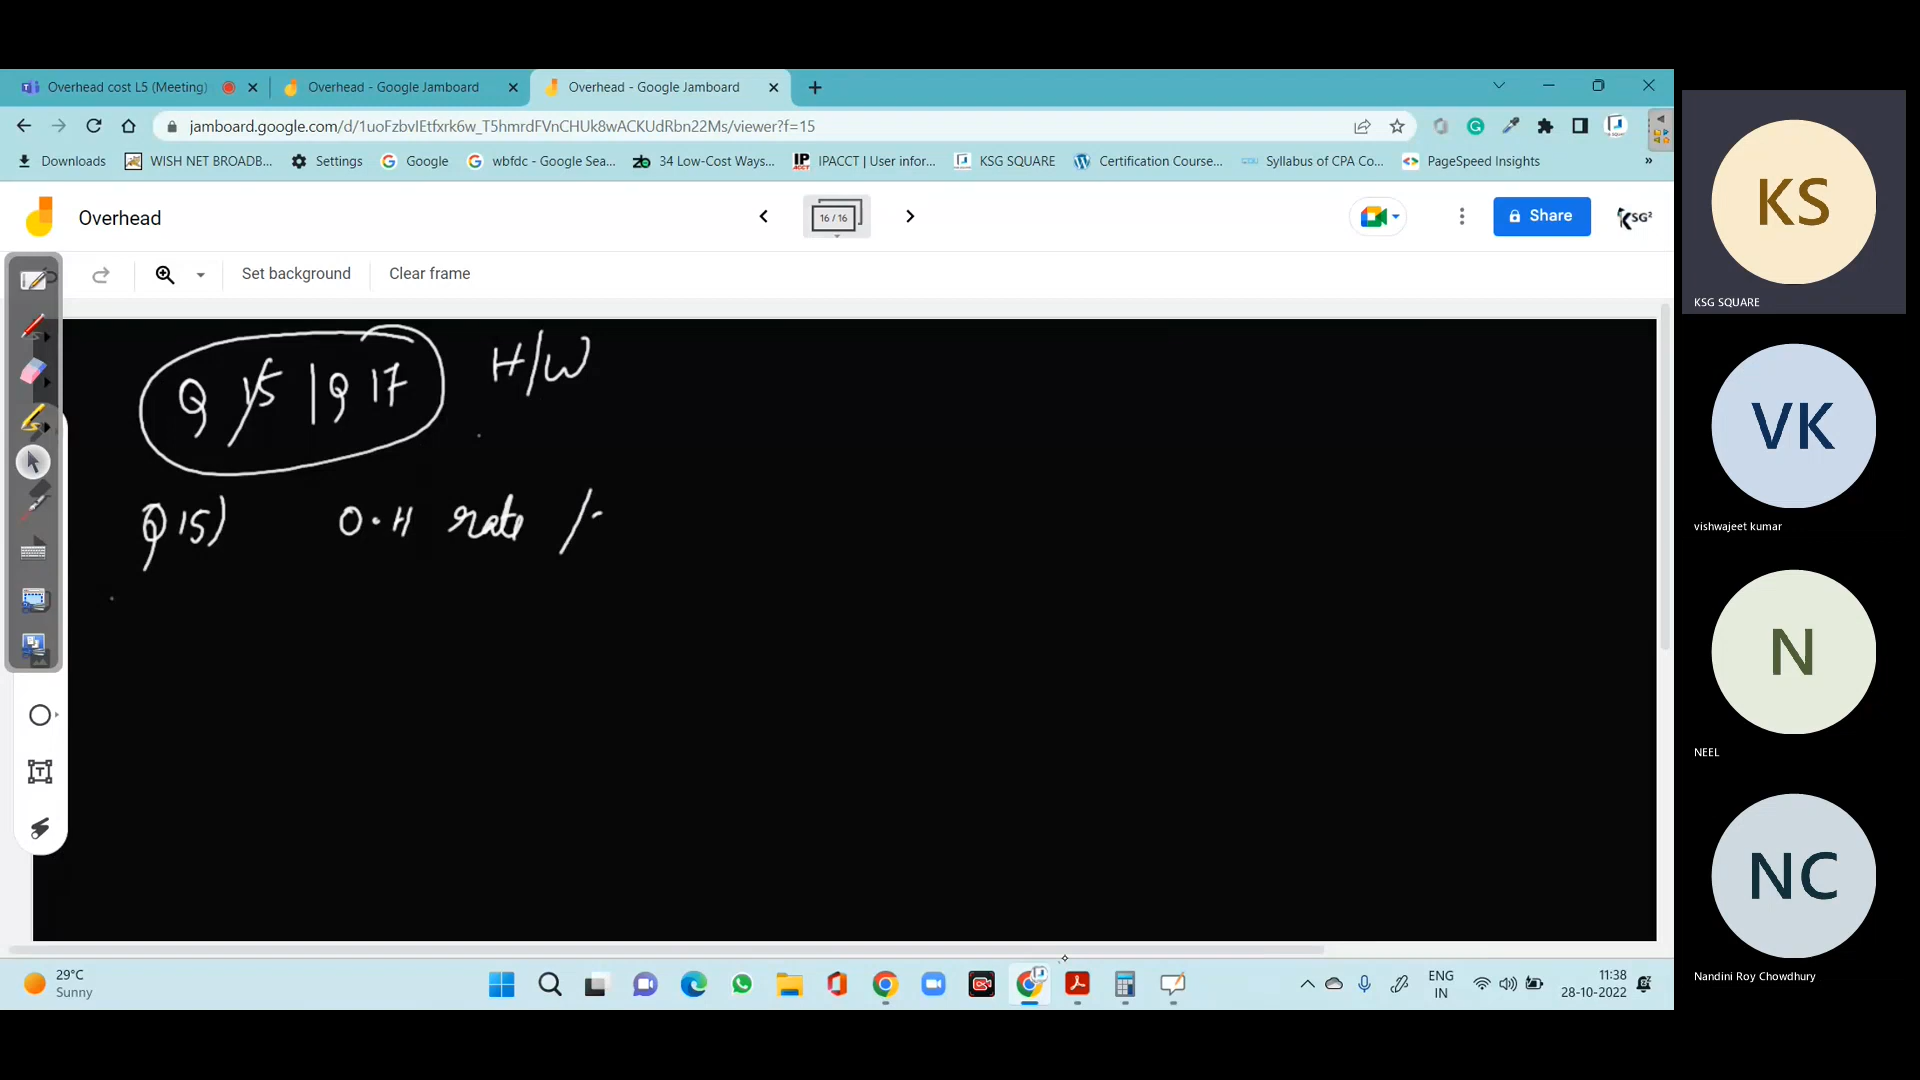 Overhead cost L5 (Meeting)
Overhead - Google Jamboard
Overhead - Google Jamboard
jamboard.google.com/d/1uoFzbvIEtfxrk6w_T5hmrdFVnCHUk8wACKUdRbn22Ms/viewer?f=15
Downloads
WISH NET BROADB...
Settings
Google
wbfdc - Google Sea...
34 Low-Cost Ways...
IPACCT | User infor...
KSG SQUARE
Certification Course...
Syllabus of CPA Co...
PageSpeed Insights
»
Overhead
16 / 16
Share
KSG²
Set background
Clear frame
Q 15 | Q 17 H/W
Q 15) O.H rate /
29°C
Sunny
ENG
IN
11:38
28-10-2022
KS
KSG SQUARE
VK
vishwajeet kumar
N
NEEL
NC
Nandini Roy Chowdhury